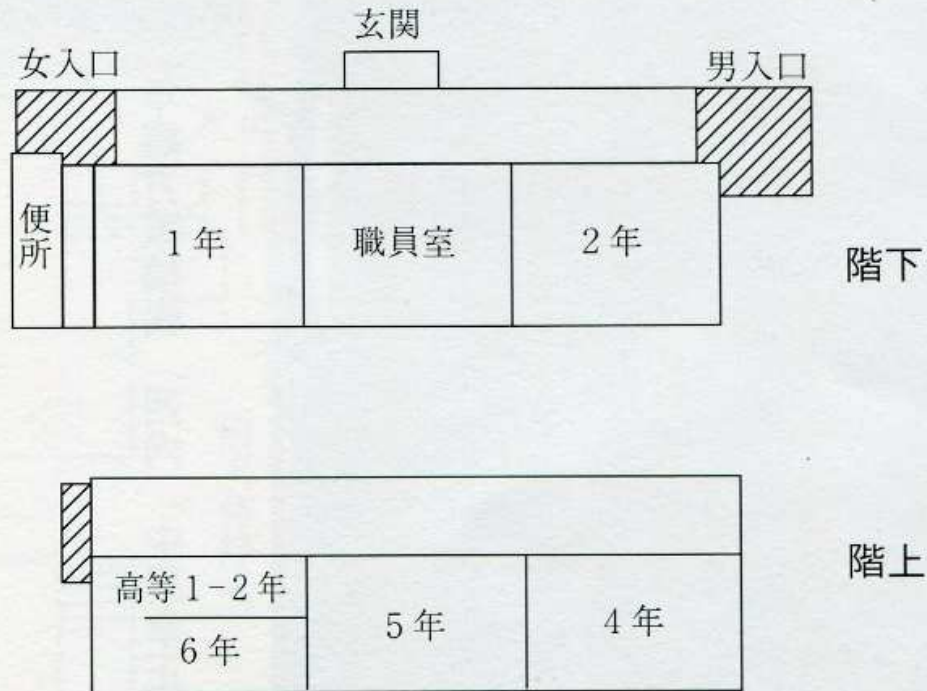 玄関
女入口
男入口
便所
1年
職員室
2年
階下
高等1-2年
6年
5年
4年
階上